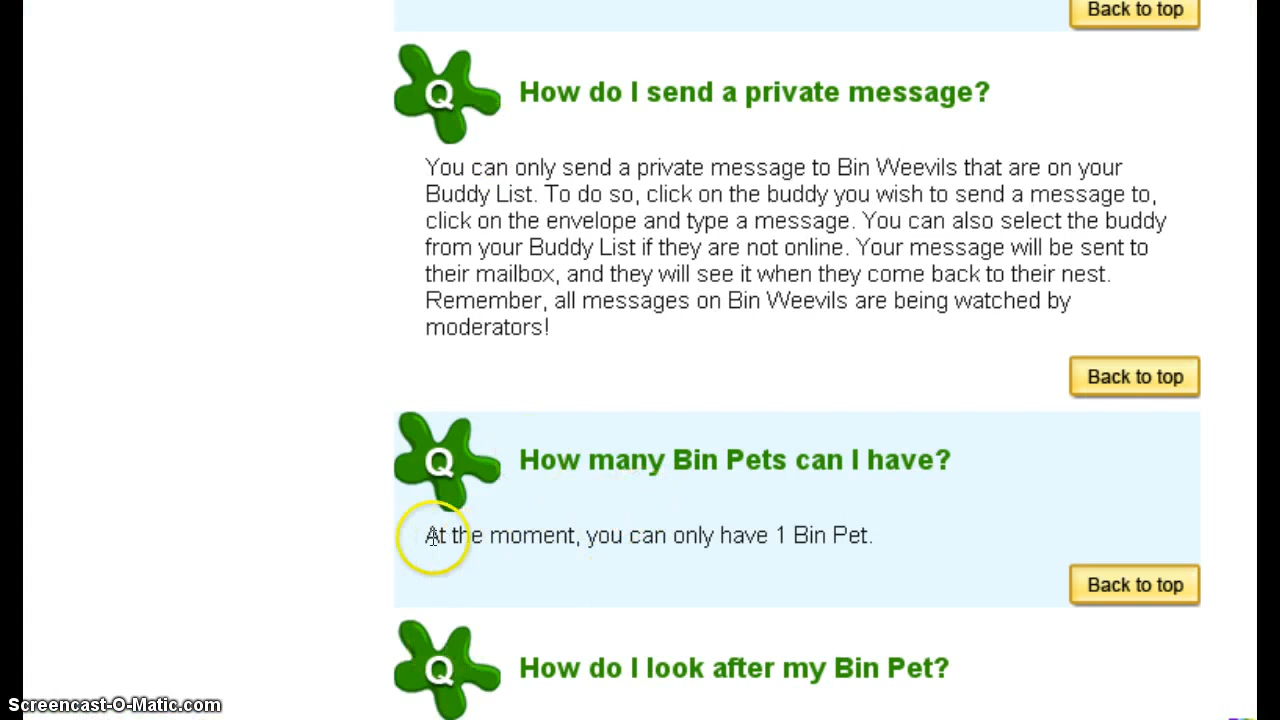 Back to top
Q
How do I send a private message?
You can only send a private message to Bin Weevils that are on your
Buddy List. To do so, click on the buddy you wish to send a message to,
click on the envelope and type a message. You can also select the buddy
from your Buddy List if they are not online. Your message will be sent to
their mailbox, and they will see it when they come back to their nest.
Remember, all messages on Bin Weevils are being watched by
moderators!
Back to top
Q
How many Bin Pets can I have?
At the moment, you can only have 1 Bin Pet.
Back to top
Q
How do I look after my Bin Pet?
Screencast-O-Matic.com